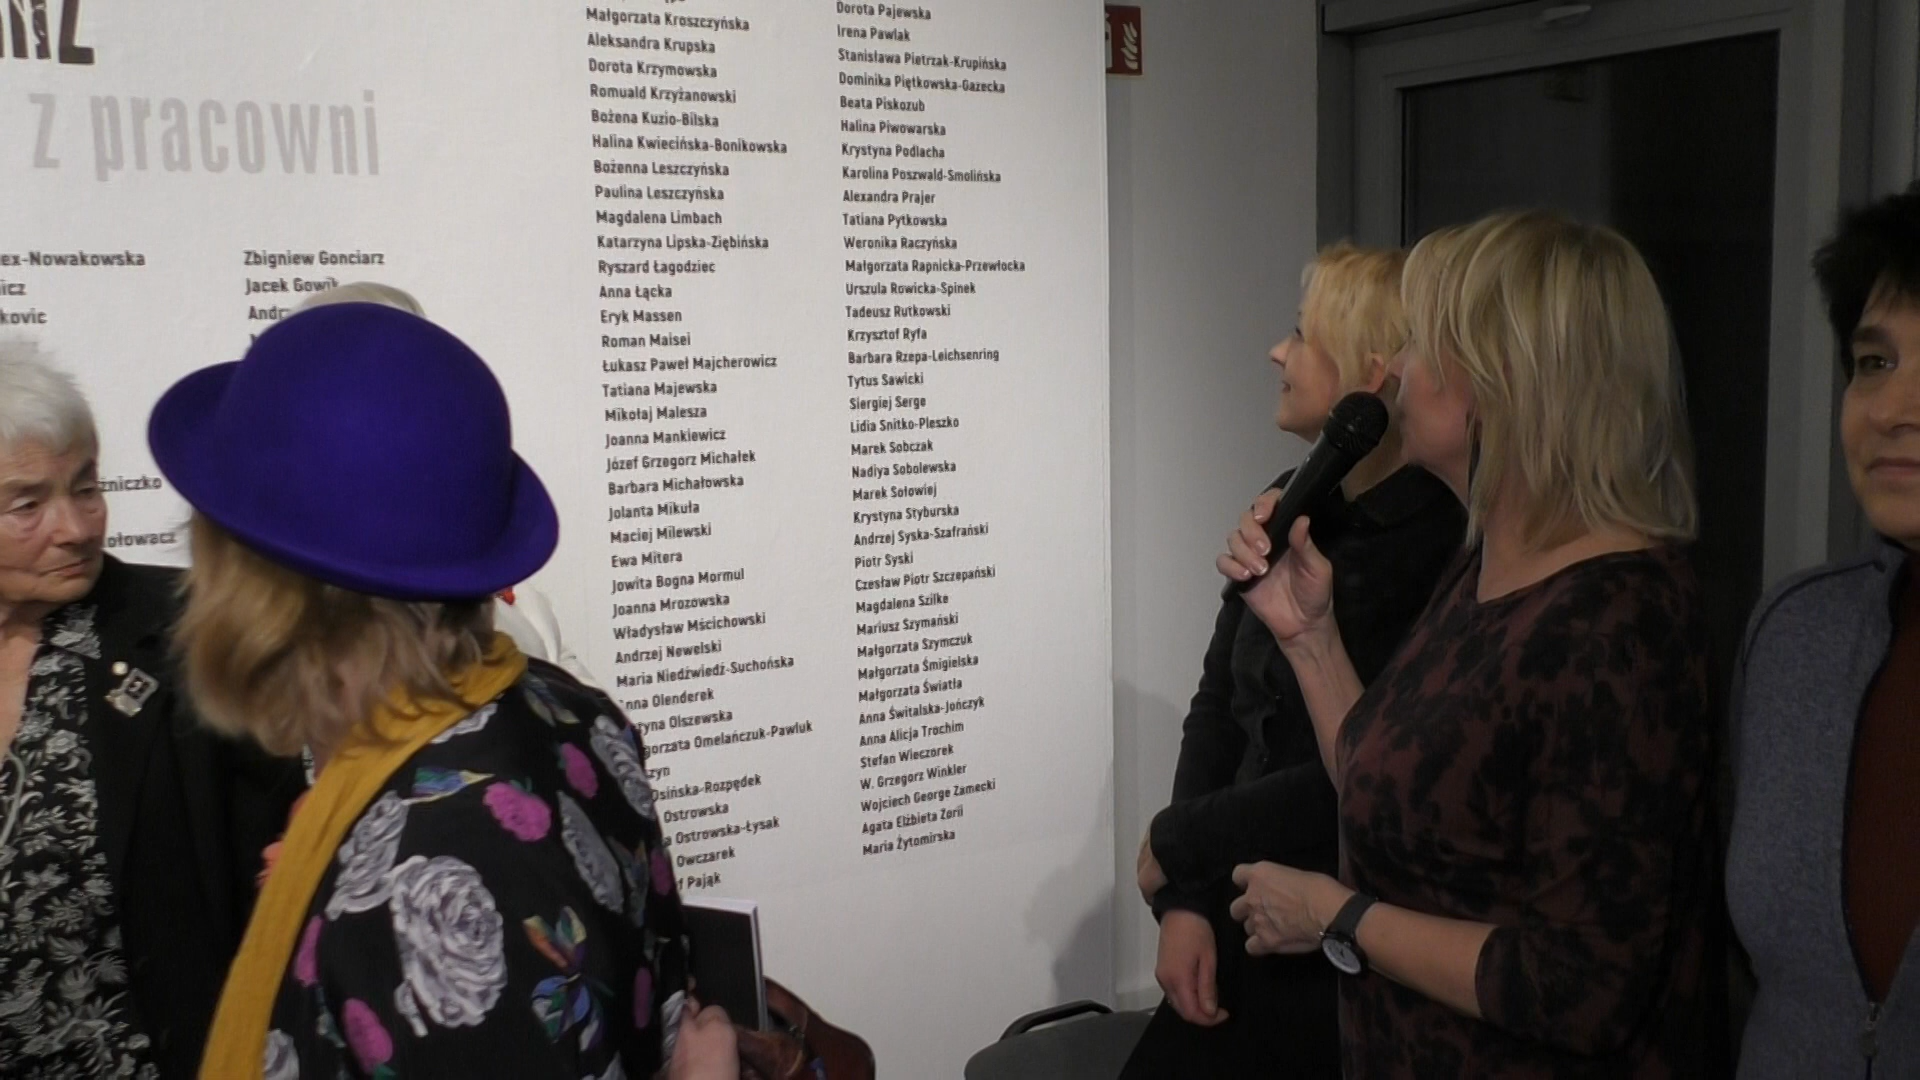 z pracowni
ex-Nowakowska
icz
kovic
żniczko
ołowacz
Zbigniew Gonciarz
Jacek Gowik
Andr
Małgorzata Kroszczyńska
Aleksandra Krupska
Dorota Krzymowska
Romuald Krzyżanowski
Bożena Kuzio-Bilska
Halina Kwiecińska-Bonikowska
Bożenna Leszczyńska
Paulina Leszczyńska
Magdalena Limbach
Katarzyna Lipska-Ziębińska
Ryszard Łagodziec
Anna Łącka
Eryk Massen
Roman Maisei
Łukasz Paweł Majcherowicz
Tatiana Majewska
Mikołaj Malesza
Joanna Mankiewicz
Józef Grzegorz Michałek
Barbara Michałowska
Jolanta Mikuła
Maciej Milewski
Ewa Mitera
Jowita Bogna Mormul
Joanna Mrozowska
Władysław Mścichowski
Andrzej Newelski
Maria Niedźwiedź-Suchońska
nna Olenderek
yna Olszewska
gorzata Omelańczuk-Pawluk
zyn
Osińska-Rozpędek
Ostrowska
a Ostrowska-Łysak
Owczarek
f Pająk
Dorota Pajewska
Irena Pawlak
Stanisława Pietrzak-Krupińska
Dominika Piętkowska-Gazecka
Beata Piskozub
Halina Piwowarska
Krystyna Podlacha
Karolina Poszwald-Smolińska
Alexandra Prajer
Tatiana Pytkowska
Weronika Raczyńska
Małgorzata Rapnicka-Przewłocka
Urszula Rowicka-Spinek
Tadeusz Rutkowski
Krzysztof Ryfa
Barbara Rzepa-Leichsenring
Tytus Sawicki
Siergiej Serge
Lidia Snitko-Pleszko
Marek Sobczak
Nadiya Sobolewska
Marek Sołowiej
Krystyna Styburska
Andrzej Syska-Szafrański
Piotr Syski
Czesław Piotr Szczepański
Magdalena Szilke
Mariusz Szymański
Małgorzata Szymczuk
Małgorzata Śmigielska
Małgorzata Światła
Anna Świtalska-Jończyk
Anna Alicja Trochim
Stefan Wieczorek
W. Grzegorz Winkler
Wojciech George Zamecki
Agata Elżbieta Zorii
Maria Żytomirska